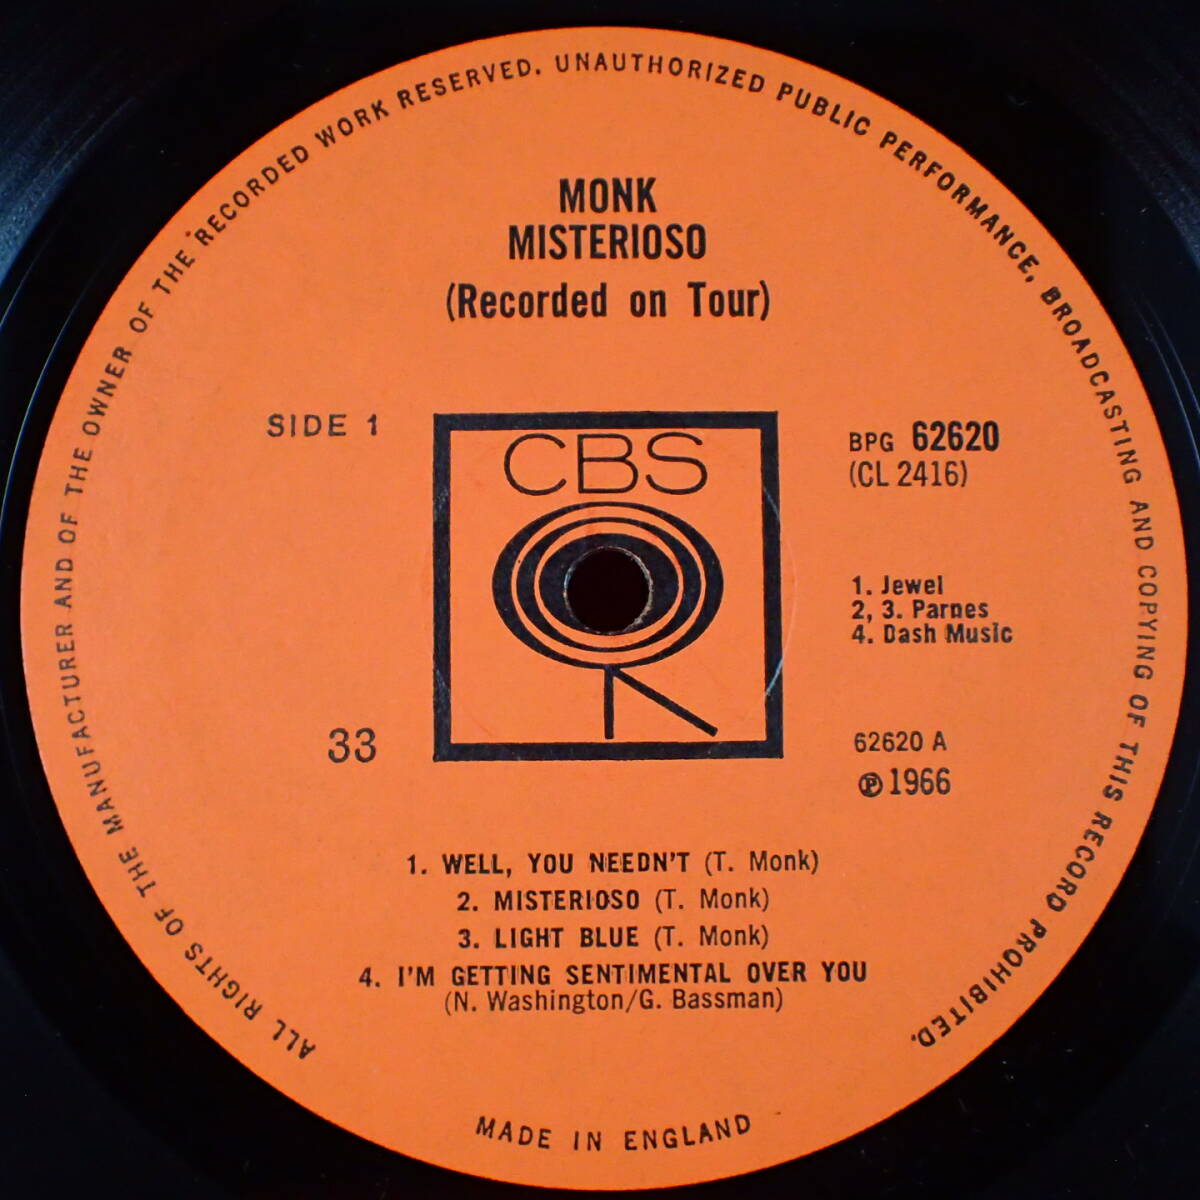 ALL RIGHTS OF THE MANUFACTURER AND OF THE OWNER OF THE RECORDED WORK RESERVED. UNAUTHORIZED PUBLIC PERFORMANCE, BROADCASTING AND COPYING OF THIS RECORD PROHIBITED.
MONK
MISTERIOSO
(Recorded on Tour)
SIDE 1
CBS
BPG 62620
(CL 2416)
1. Jewel
2, 3. Parnes
4. Dash Music
33
62620 A
Ⓟ 1966
1. WELL, YOU NEEDN'T (T. Monk)
2. MISTERIOSO (T. Monk)
3. LIGHT BLUE (T. Monk)
4. I'M GETTING SENTIMENTAL OVER YOU
(N. Washington/G. Bassman)
MADE IN ENGLAND